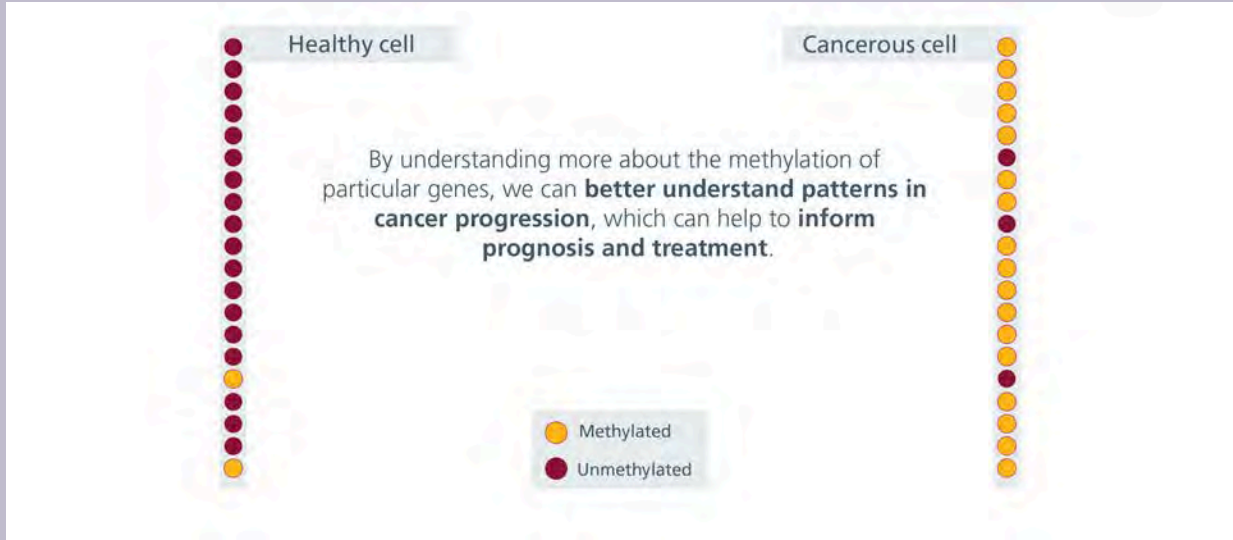 Healthy cell
Cancerous cell
By understanding more about the methylation of
particular genes, we can better understand patterns in
cancer progression, which can help to inform
prognosis and treatment.
Methylated
Unmethylated